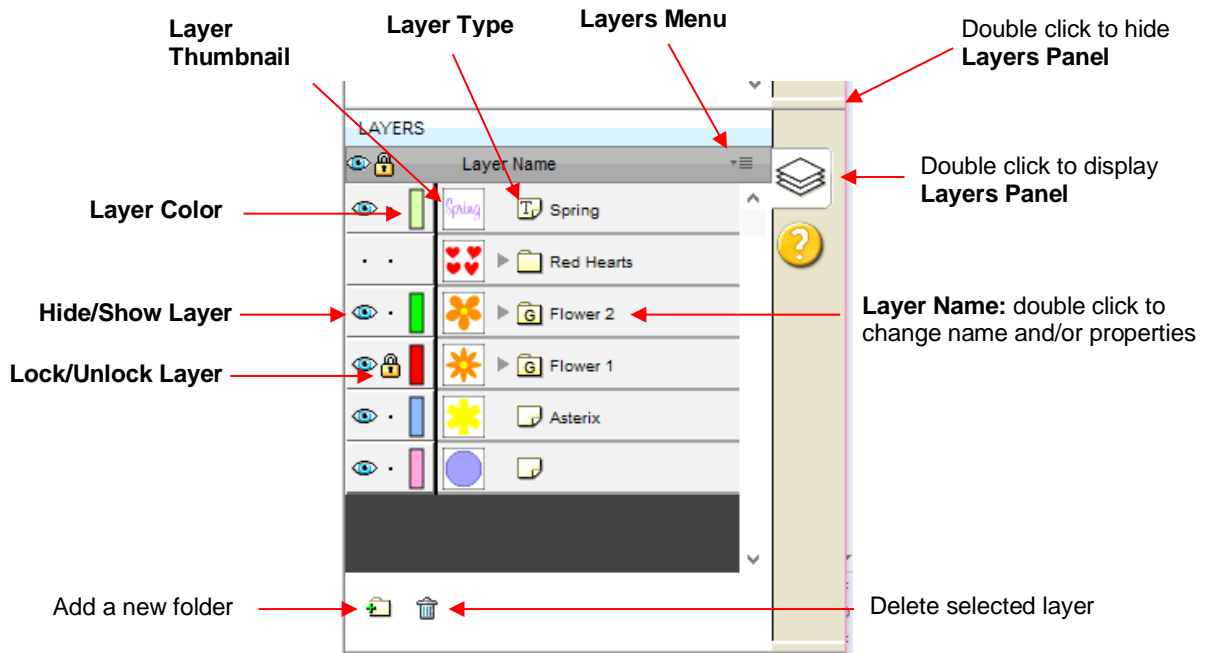 Layer
Thumbnail
Layer Type
Layers Menu
Double click to hide
Layers Panel
LAYERS
Layer Name
Double click to display
Layers Panel
Layer Color
Spring
T
Spring
?
Red Hearts
Hide/Show Layer
G
Flower 2
Layer Name: double click to
change name and/or properties
Lock/Unlock Layer
G
Flower 1
Asterix
Add a new folder
Delete selected layer